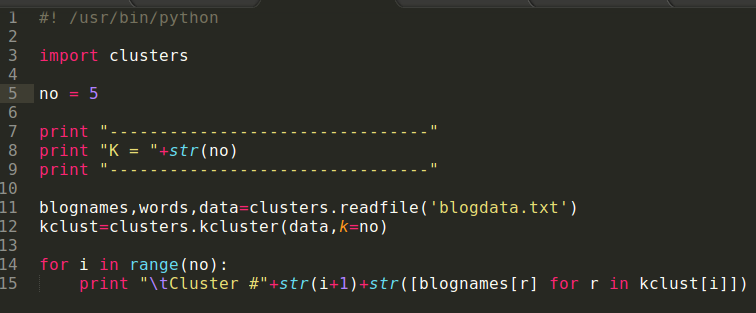 1 #! /usr/bin/python
2
3 import clusters
4
5 no = 5
6
7 print "--------------------------------"
8 print "K = "+str(no)
9 print "--------------------------------"
10
11 blognames,words,data=clusters.readfile('blogdata.txt')
12 kclust=clusters.kcluster(data,k=no)
13
14 for i in range(no):
15     print "\tCluster #"+str(i+1)+str([blognames[r] for r in kclust[i]])